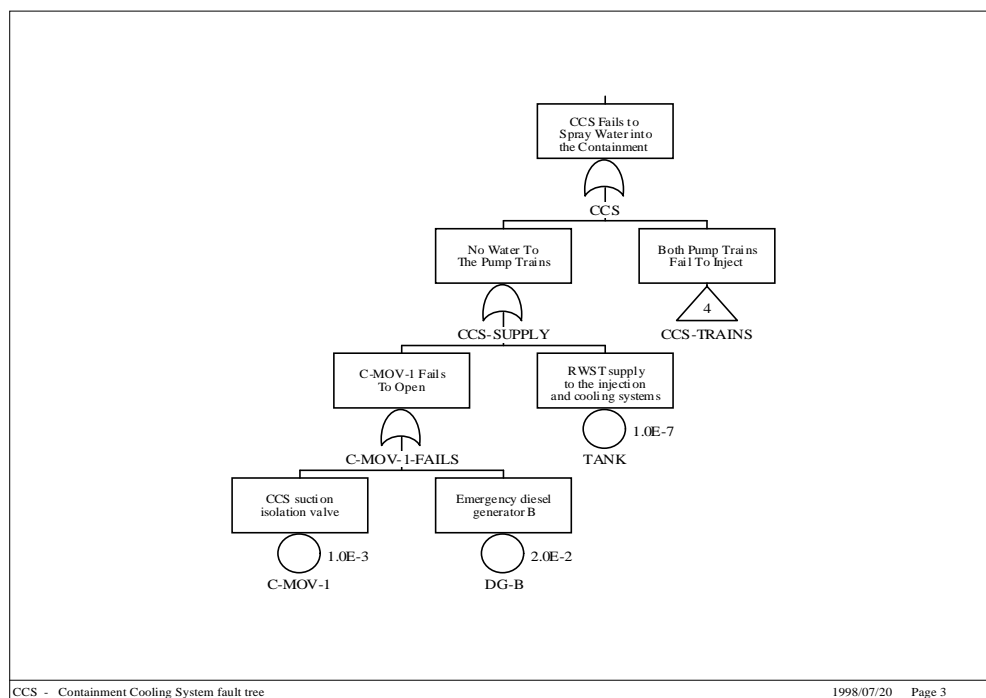 CCS Fails to
Spray Water into
the Containment
CCS
No Water To
The Pump Trains
Both Pump Trains
Fail To Inject
4
CCS-SUPPLY
CCS-TRAINS
C-MOV-1 Fails
To Open
RWST supply
to the injection
and cooling systems
1.0E-7
C-MOV-1-FAILS
TANK
CCS suction
isolation valve
Emergency diesel
generator B
1.0E-3
2.0E-2
C-MOV-1
DG-B
CCS - Containment Cooling System fault tree
1998/07/20 Page 3